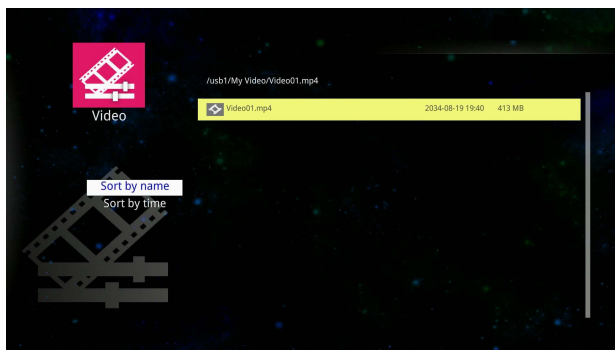 /usb1/My Video/Video01.mp4
Video01.mp4 2034-08-19 19:40 413 MB
Video
Sort by name
Sort by time